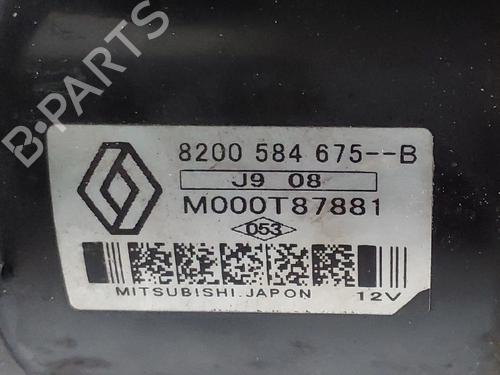 B-PARTS
8200 584 675--B
J9 08
M000T87881
053
MITSUBISHI.JAPON 12V